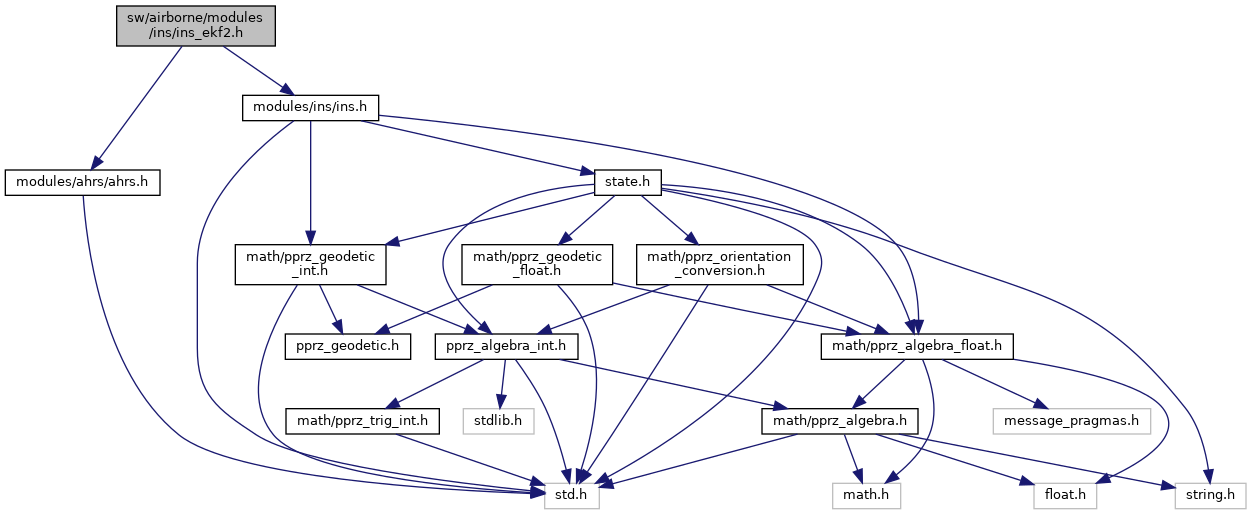 sw/airborne/modules
/ins/ins_ekf2.h
modules/ins/ins.h
modules/ahrs/ahrs.h
state.h
math/pprz_geodetic
_int.h
math/pprz_geodetic
_float.h
math/pprz_orientation
_conversion.h
pprz_geodetic.h
pprz_algebra_int.h
math/pprz_algebra_float.h
math/pprz_trig_int.h
stdlib.h
math/pprz_algebra.h
message_pragmas.h
std.h
math.h
float.h
string.h